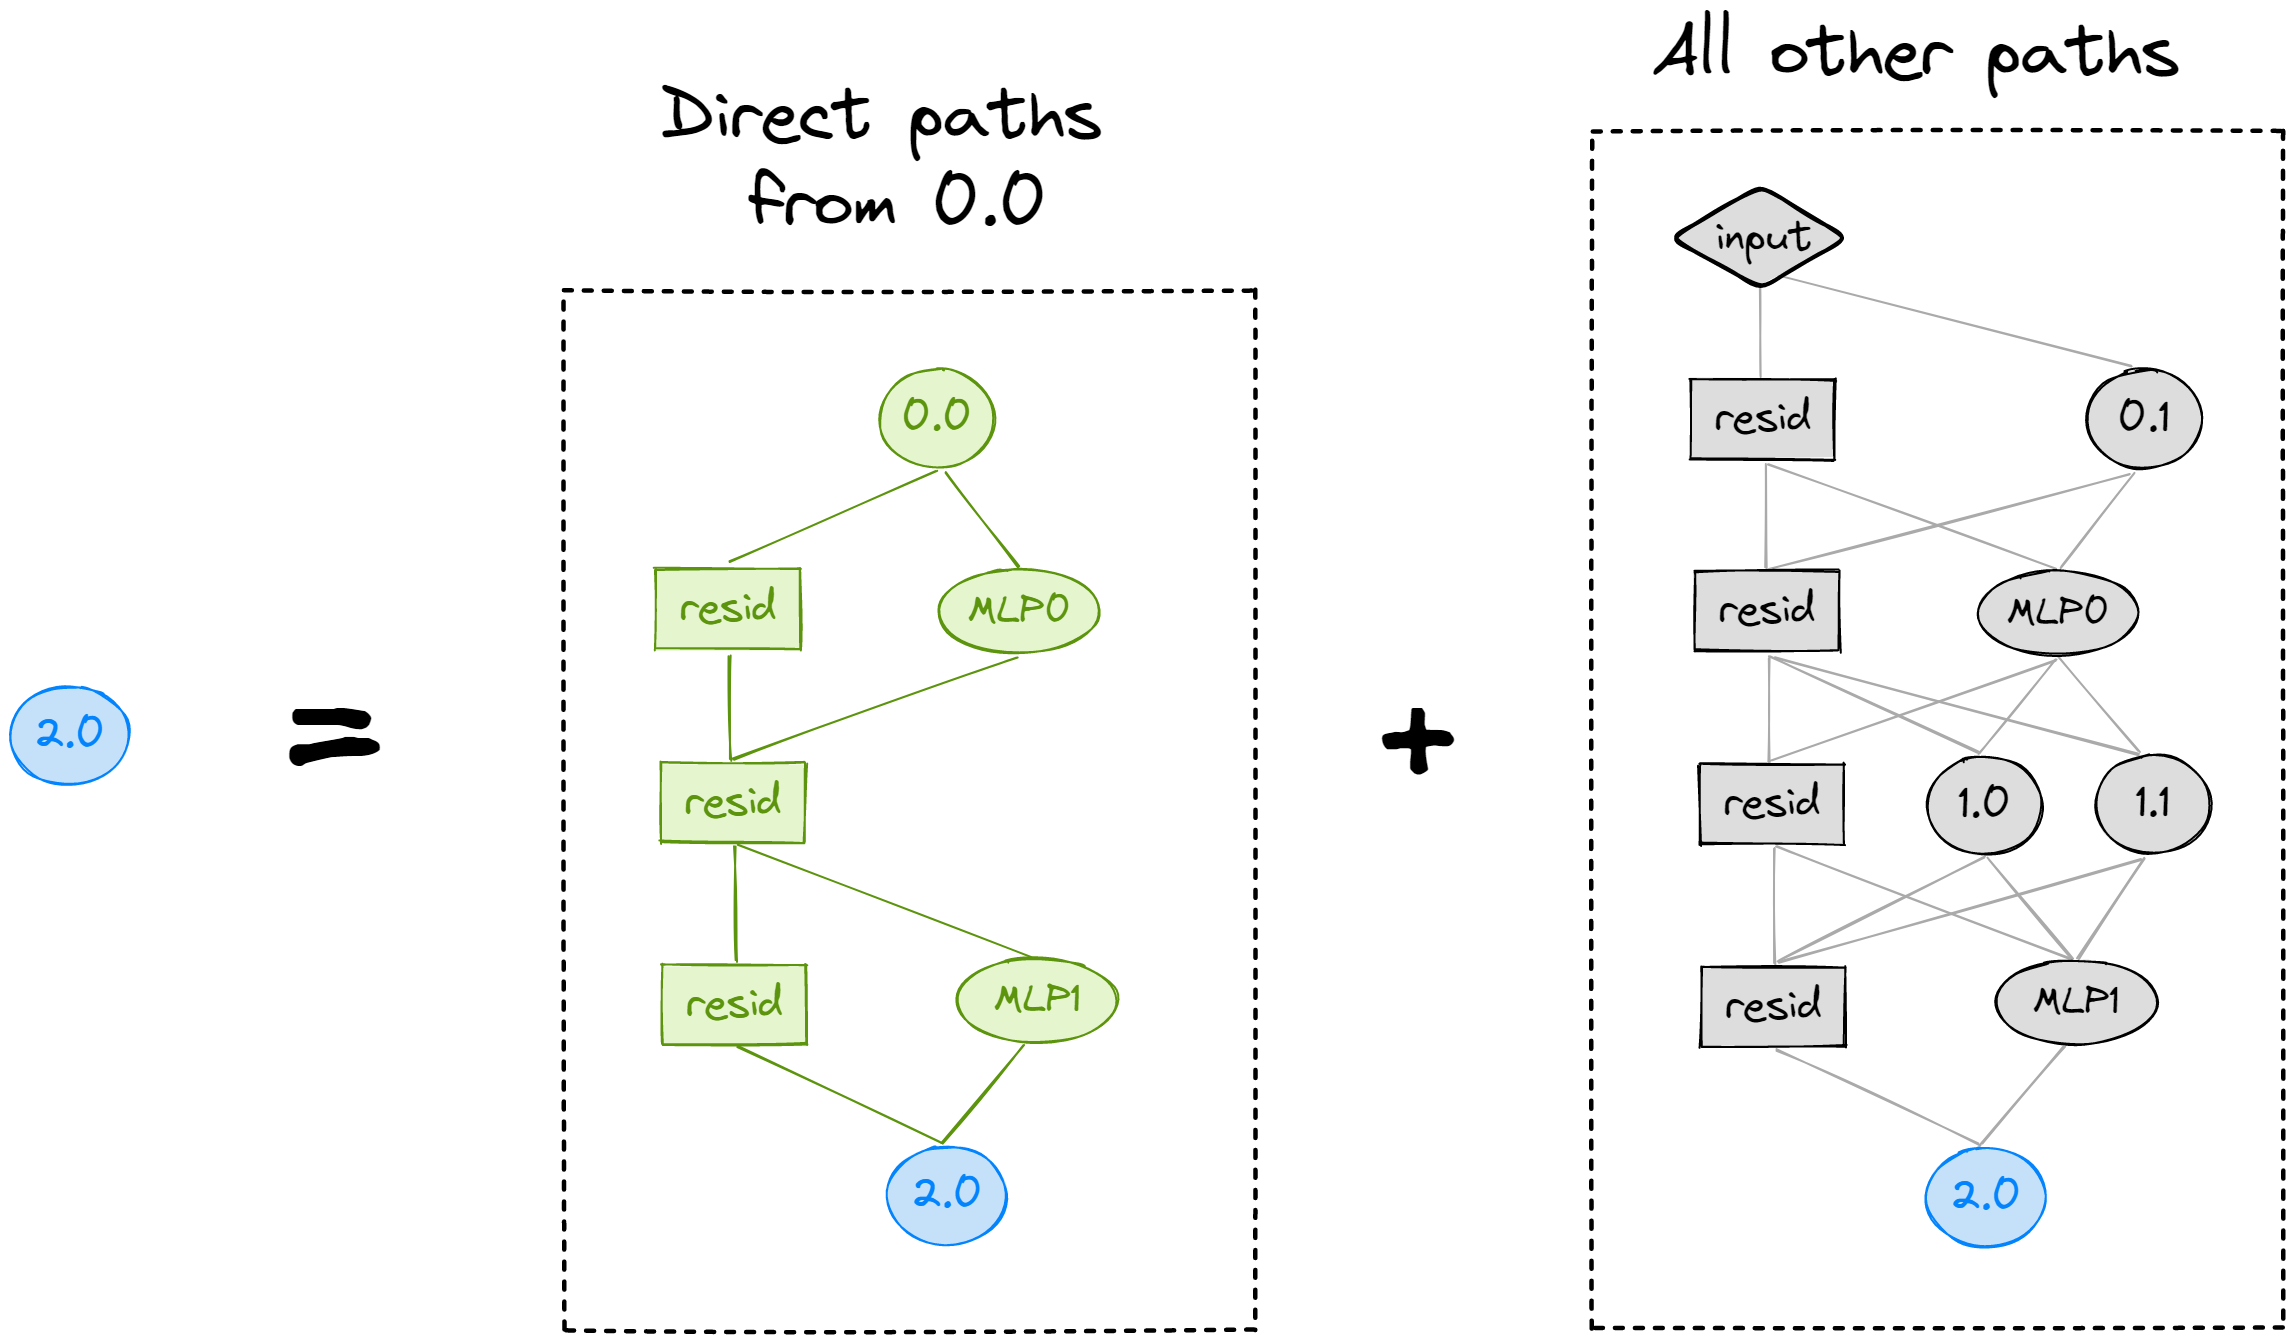 All other paths
Direct paths
from 0.0
input
0.0
resid
0.1
resid
MLP0
resid
MLP0
2.0
=
+
resid
resid
1.0
1.1
resid
MLP1
resid
MLP1
2.0
2.0